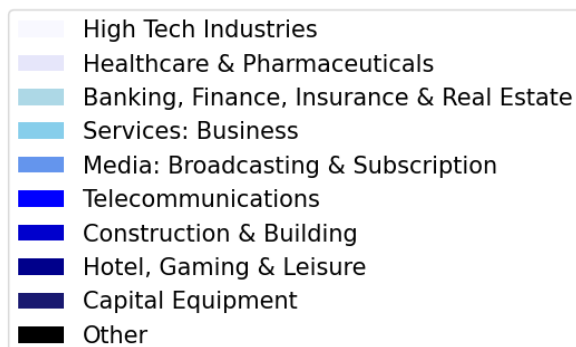 High Tech Industries
Healthcare & Pharmaceuticals
Banking, Finance, Insurance & Real Estate
Services: Business
Media: Broadcasting & Subscription
Telecommunications
Construction & Building
Hotel, Gaming & Leisure
Capital Equipment
Other